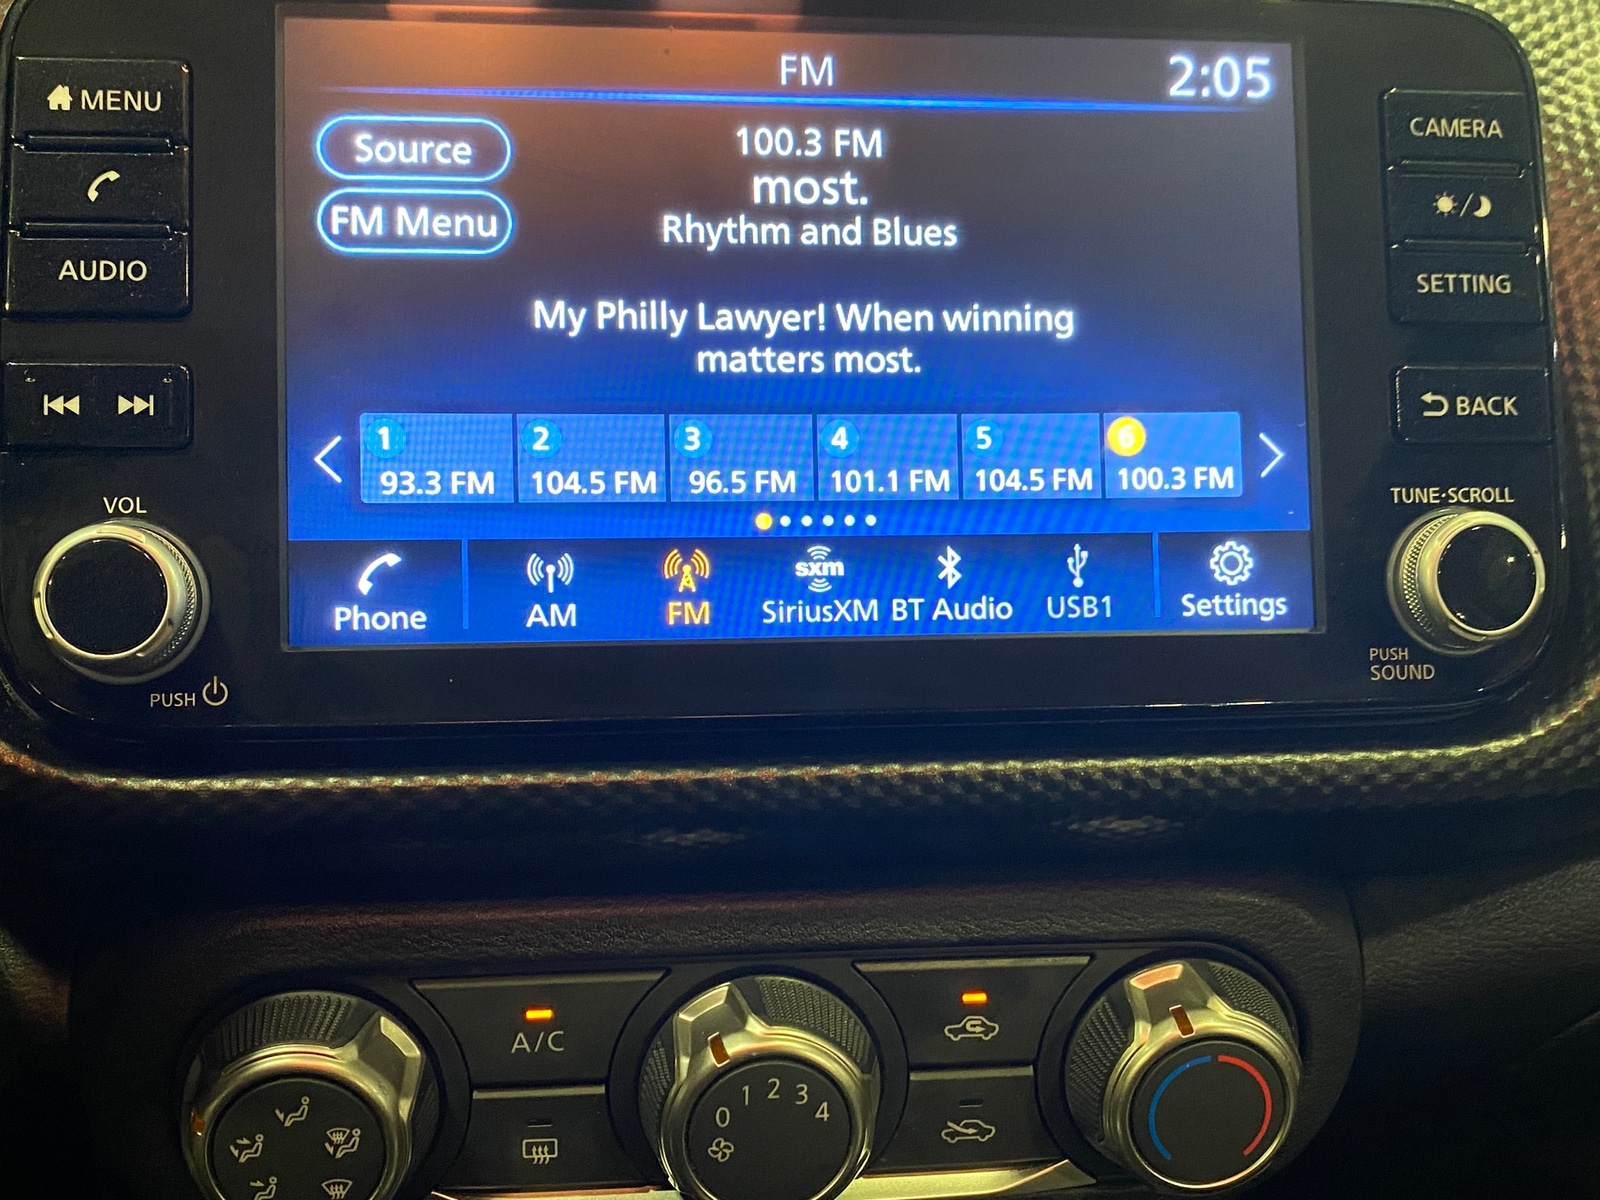 FM
2:05
MENU
CAMERA
Source
100.3 FM
most.
FM Menu
Rhythm and Blues
AUDIO
SETTING
My Philly Lawyer! When winning
matters most.
BACK
1 2 3 4 5 6
93.3 FM 104.5 FM 96.5 FM 101.1 FM 104.5 FM 100.3 FM
VOL
TUNE·SCROLL
Phone AM FM sxm SiriusXM BT Audio USB1 Settings
PUSH
PUSH
SOUND
A/C
0 1 2 3 4